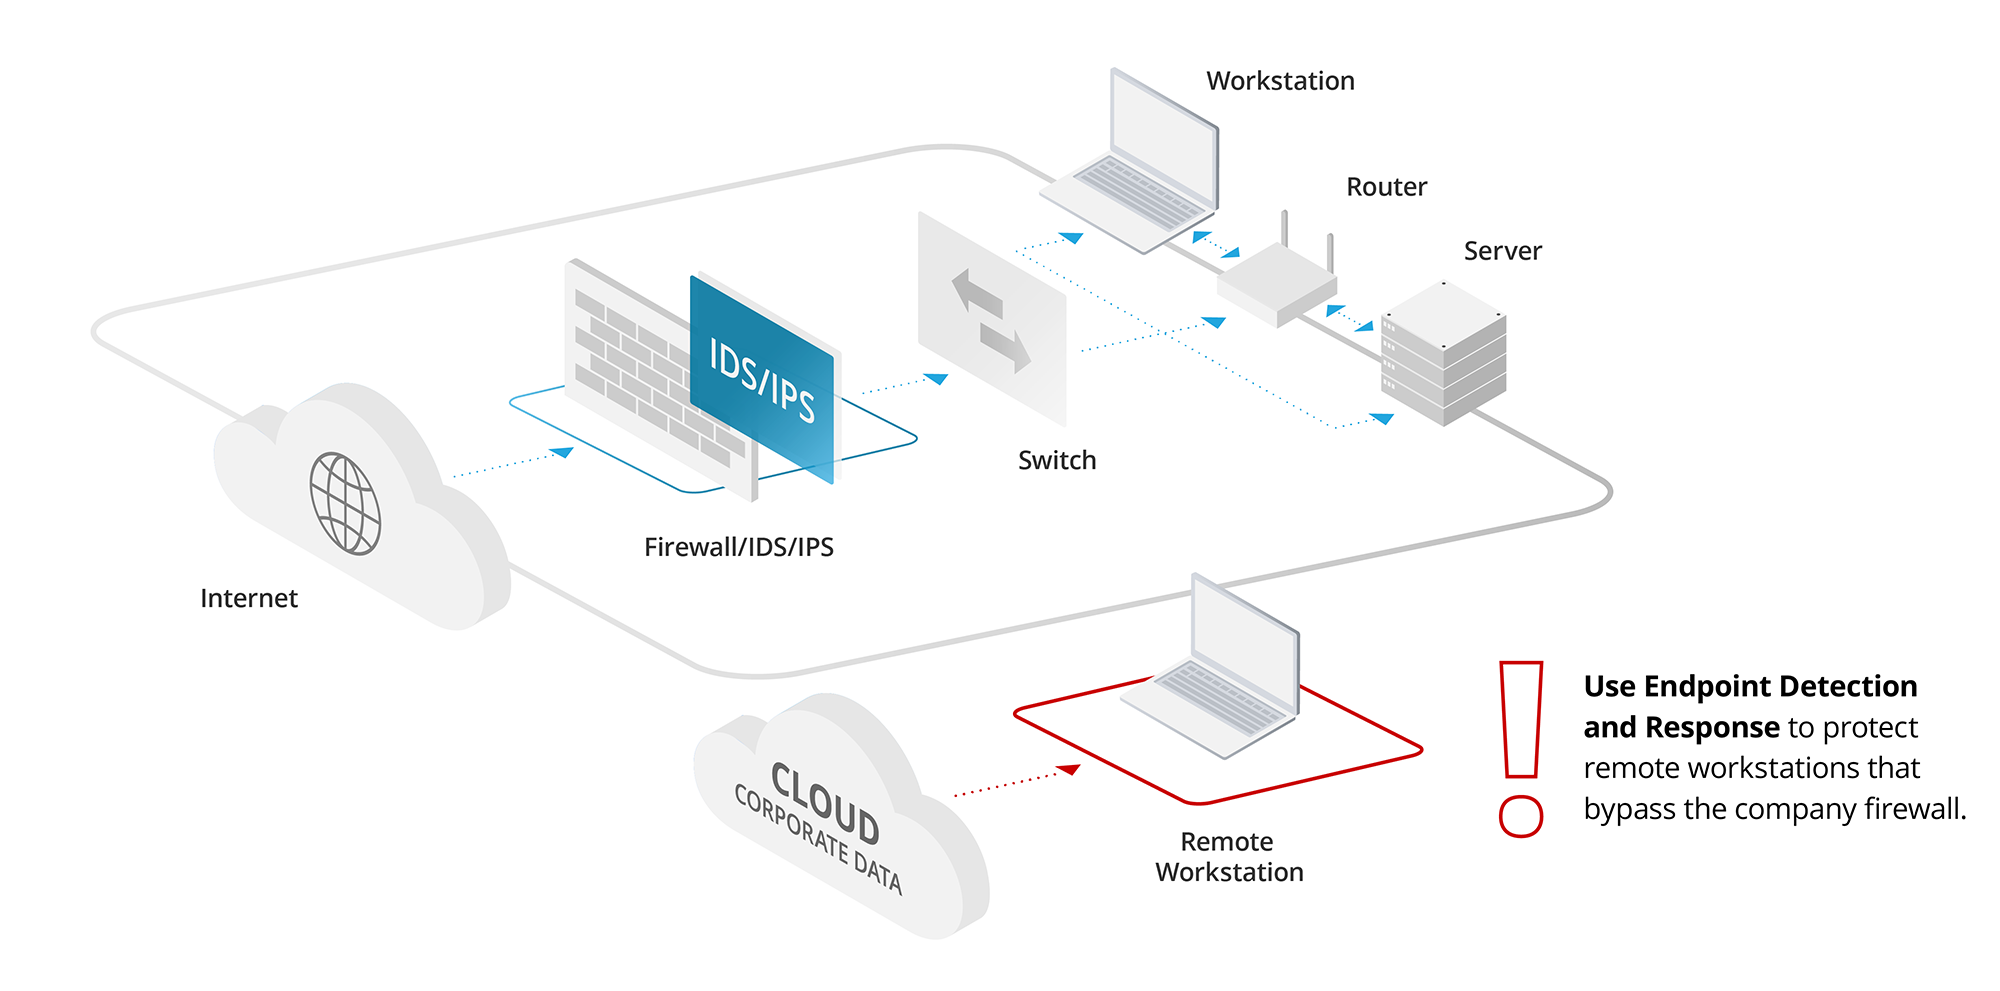 Workstation
Router
Server
IDS/IPS
Switch
Firewall/IDS/IPS
Internet
CLOUD
CORPORATE DATA
Remote
Workstation
Use Endpoint Detection
and Response to protect
remote workstations that
bypass the company firewall.